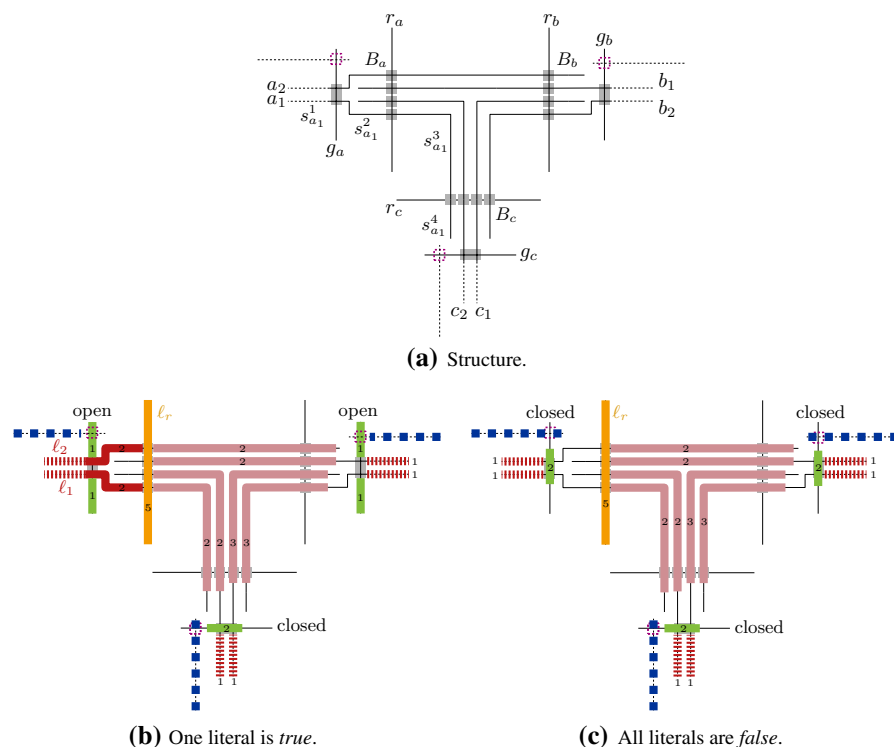 r_a r_b
g_b
B_a B_b
a_2 b_1
a_1 b_2
s^1_{a_1} s^2_{a_1}
g_a s^3_{a_1}
r_c B_c
s^4_{a_1}
g_c
c_2 c_1
(a) Structure.
open ℓ_r open closed ℓ_r closed
ℓ_2 1 2 2 1 2
2 1 1 2 2 1
ℓ_1 1 2 1 1 1 1
5 5
2 2 3 3 2 2 3 3
2 closed 2 closed
1 1 1 1
(b) One literal is true. (c) All literals are false.